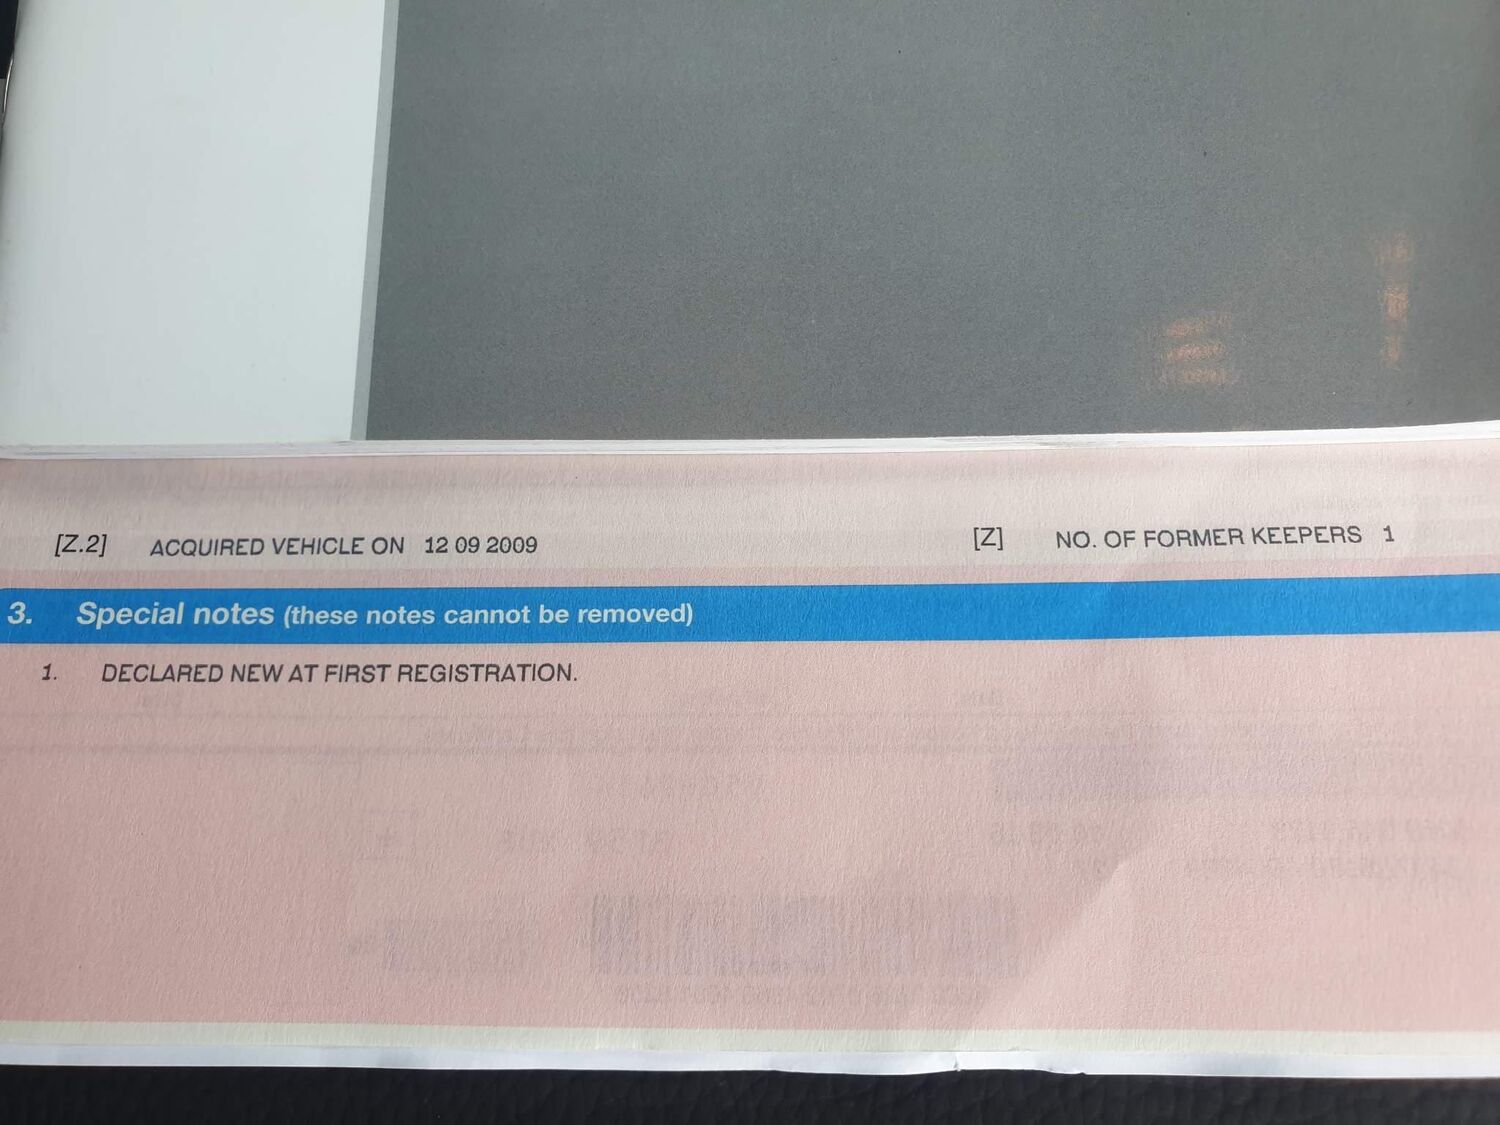 [Z.2] ACQUIRED VEHICLE ON 12 09 2009 [Z] NO. OF FORMER KEEPERS 1
3. Special notes (these notes cannot be removed)
1. DECLARED NEW AT FIRST REGISTRATION.